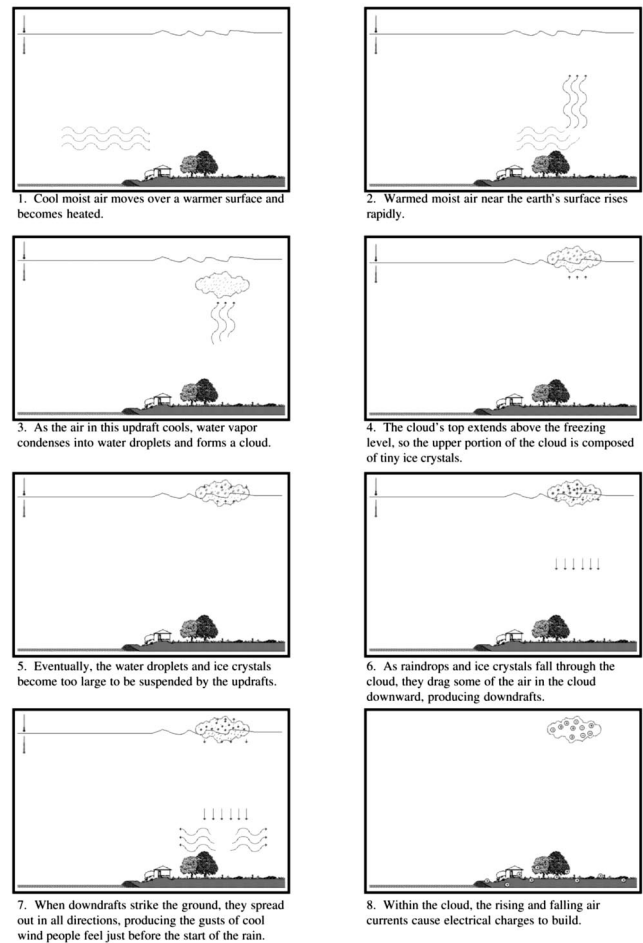 1. Cool moist air moves over a warmer surface and
becomes heated.
2. Warmed moist air near the earth's surface rises
rapidly.
3. As the air in this updraft cools, water vapor
condenses into water droplets and forms a cloud.
4. The cloud's top extends above the freezing
level, so the upper portion of the cloud is composed
of tiny ice crystals.
5. Eventually, the water droplets and ice crystals
become too large to be suspended by the updrafts.
6. As raindrops and ice crystals fall through the
cloud, they drag some of the air in the cloud
downward, producing downdrafts.
7. When downdrafts strike the ground, they spread
out in all directions, producing the gusts of cool
wind people feel just before the start of the rain.
8. Within the cloud, the rising and falling air
currents cause electrical charges to build.